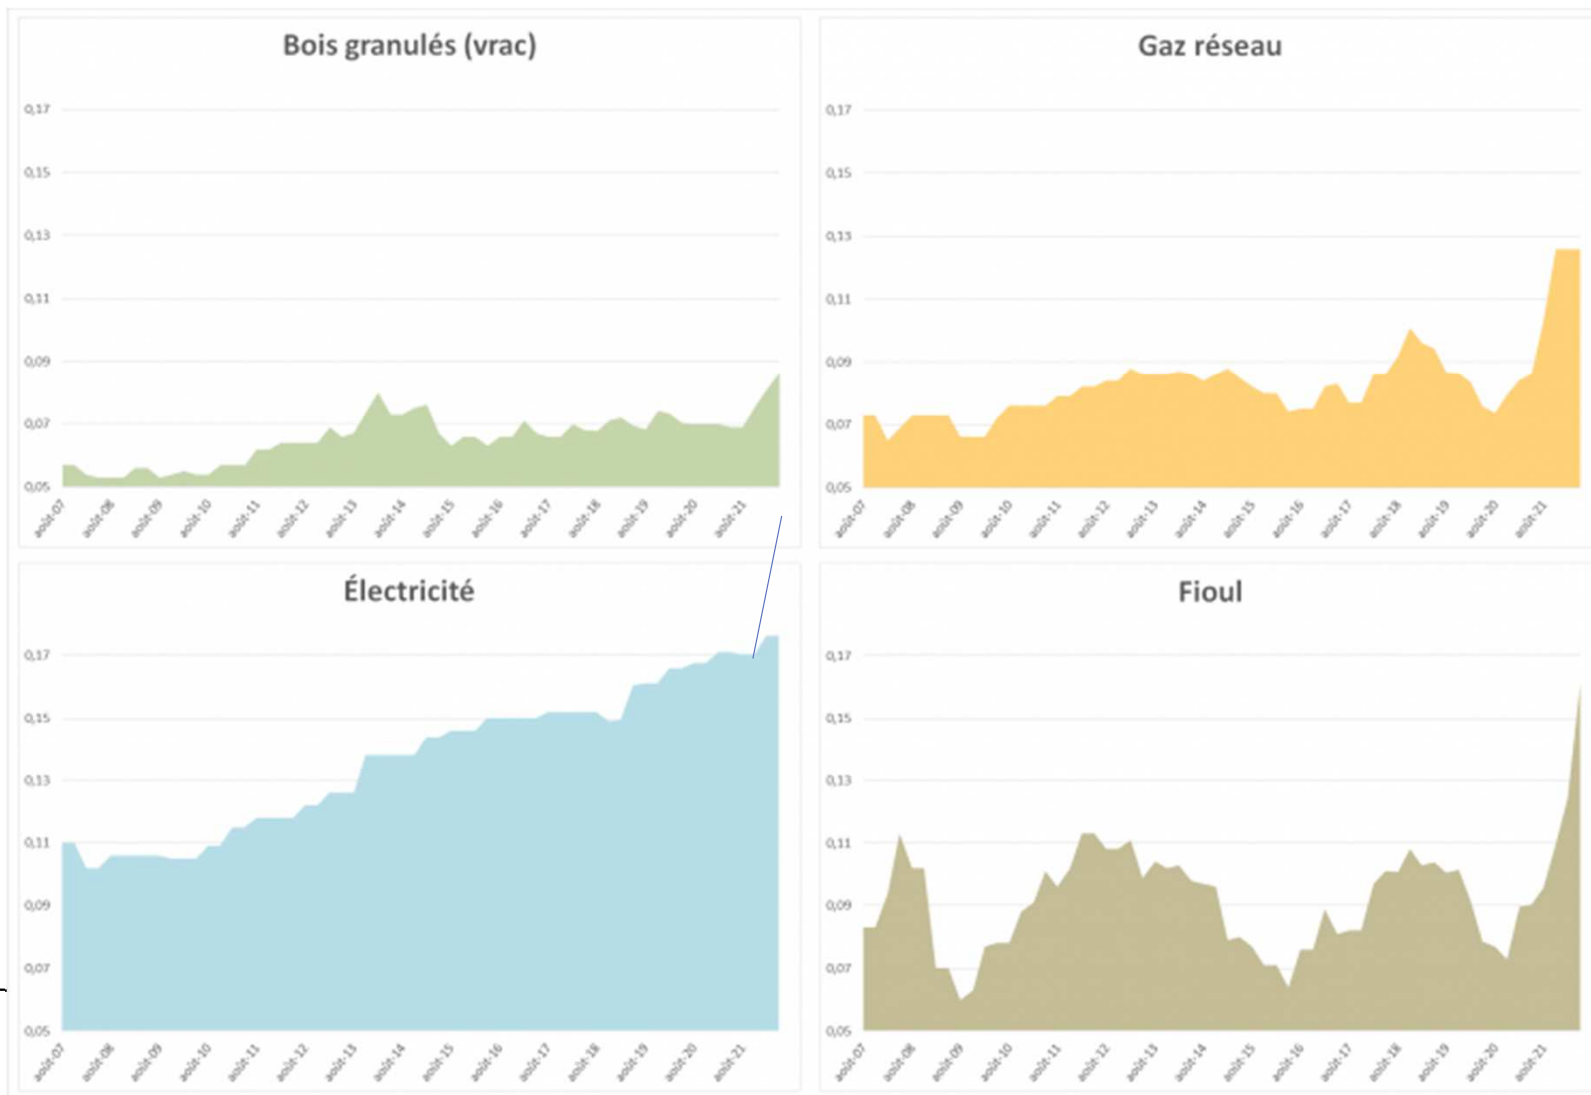 Bois granulés (vrac)
0,17
0,15
0,13
0,11
0,09
0,07
0,05
août-07
août-08
août-09
août-10
août-11
août-12
août-13
août-14
août-15
août-16
août-17
août-18
août-19
août-20
août-21
Gaz réseau
0,17
0,15
0,13
0,11
0,09
0,07
0,05
août-07
août-08
août-09
août-10
août-11
août-12
août-13
août-14
août-15
août-16
août-17
août-18
août-19
août-20
août-21
Électricité
0,17
0,15
0,13
0,11
0,09
0,07
0,05
août-07
août-08
août-09
août-10
août-11
août-12
août-13
août-14
août-15
août-16
août-17
août-18
août-19
août-20
août-21
Fioul
0,17
0,15
0,13
0,11
0,09
0,07
0,05
août-07
août-08
août-09
août-10
août-11
août-12
août-13
août-14
août-15
août-16
août-17
août-18
août-19
août-20
août-21